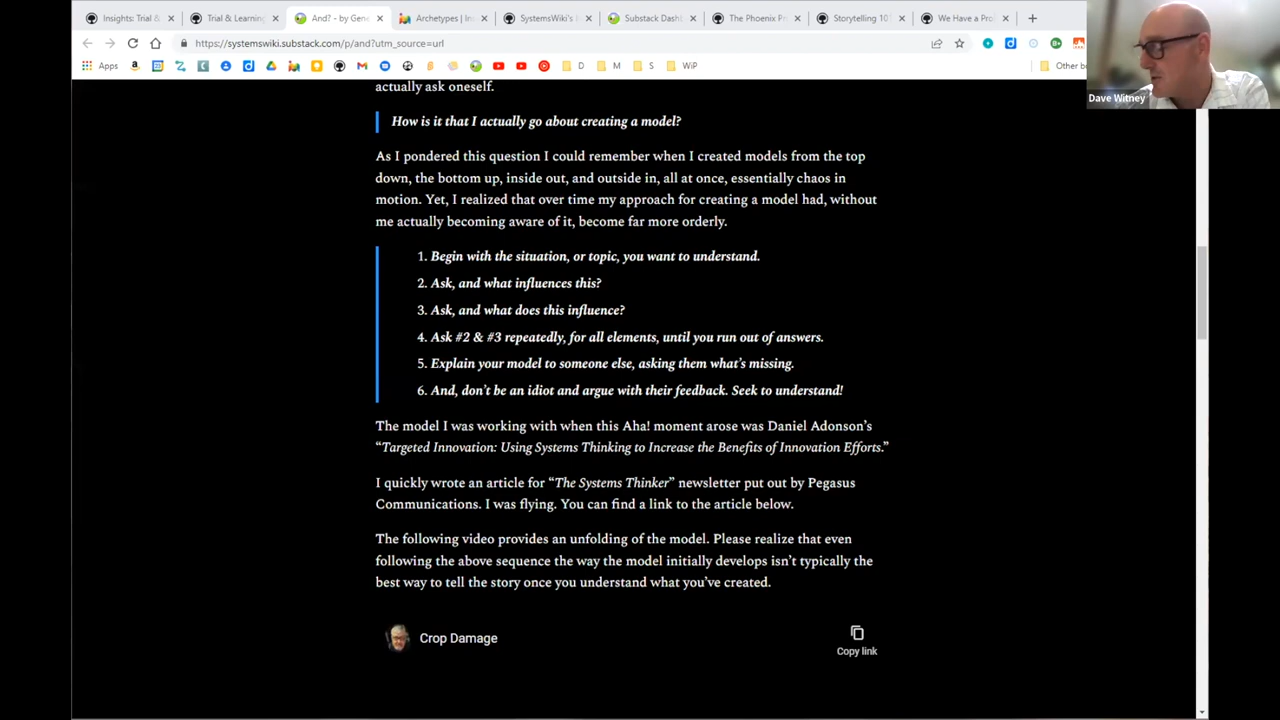 Insights: Trial &
Trial & Learning
And? - by Gene
Archetypes | In
SystemsWiki's
Substack Dash
The Phoenix Pr
Storytelling 10
We Have a Pro
https://systemswiki.substack.com/p/and?utm_source=url
Apps
D
M
S
WiP
Other b
Dave Witney
actually ask oneself.
How is it that I actually go about creating a model?
As I pondered this question I could remember when I created models from the top
down, the bottom up, inside out, and outside in, all at once, essentially chaos in
motion. Yet, I realized that over time my approach for creating a model had, without
me actually becoming aware of it, become far more orderly.
1. Begin with the situation, or topic, you want to understand.
2. Ask, and what influences this?
3. Ask, and what does this influence?
4. Ask #2 & #3 repeatedly, for all elements, until you run out of answers.
5. Explain your model to someone else, asking them what's missing.
6. And, don't be an idiot and argue with their feedback. Seek to understand!
The model I was working with when this Aha! moment arose was Daniel Adonson's
“Targeted Innovation: Using Systems Thinking to Increase the Benefits of Innovation Efforts.”
I quickly wrote an article for “The Systems Thinker” newsletter put out by Pegasus
Communications. I was flying. You can find a link to the article below.
The following video provides an unfolding of the model. Please realize that even
following the above sequence the way the model initially develops isn't typically the
best way to tell the story once you understand what you've created.
Crop Damage
Copy link